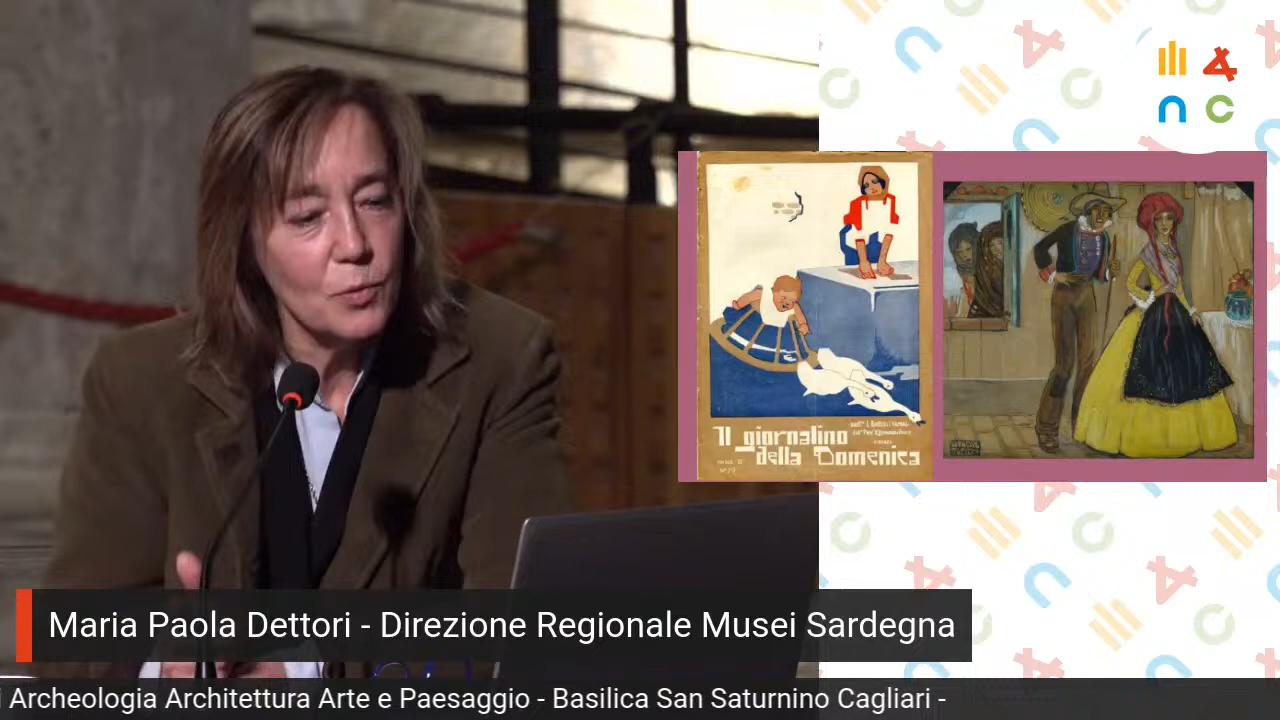 Il giornalino
della Domenica
Maria Paola Dettori - Direzione Regionale Musei Sardegna
i Archeologia Architettura Arte e Paesaggio - Basilica San Saturnino Cagliari -